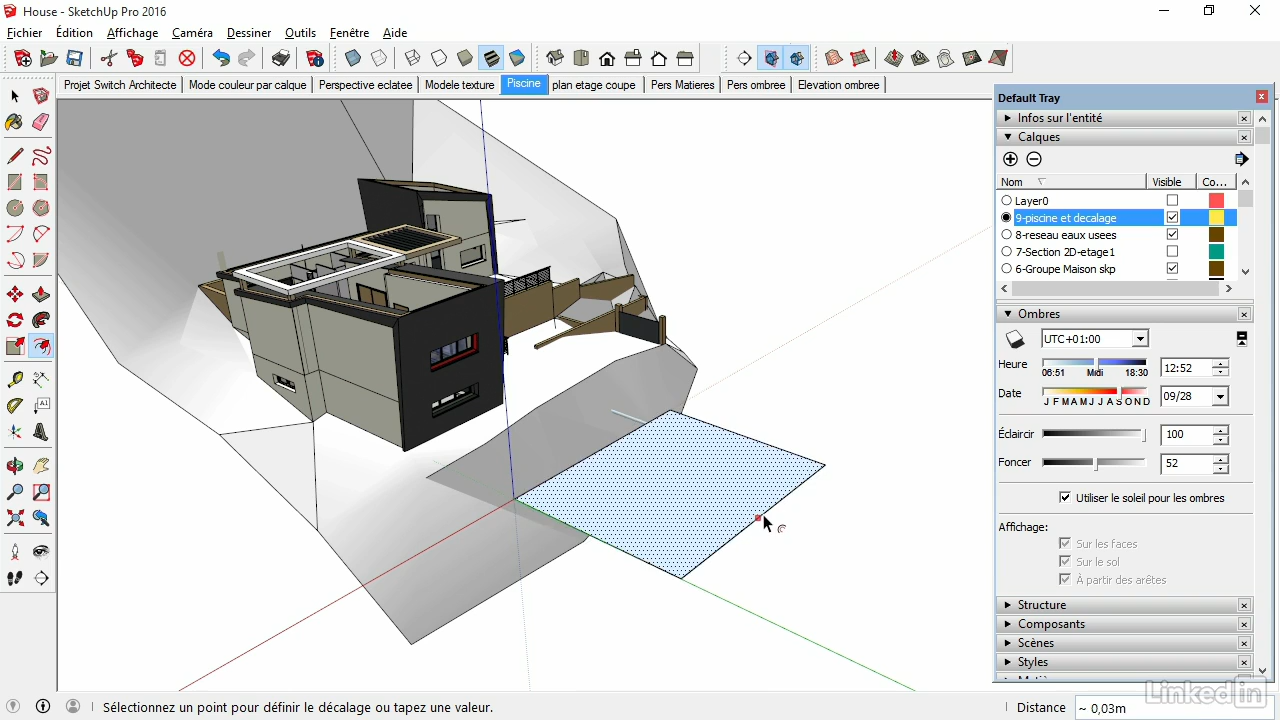 House - SketchUp Pro 2016
Fichier Édition Affichage Caméra Dessiner Outils Fenêtre Aide
Projet Switch Architecte Mode couleur par calque Perspective eclatee Modele texture Piscine plan etage coupe Pers Matieres Pers ombree Elevation ombree
Default Tray
Infos sur l'entité
Calques
Nom Visible Co...
Layer0
9-piscine et decalage
8-reseau eaux usees
7-Section 2D-etage1
6-Groupe Maison skp
Ombres
UTC+01:00
Heure 06:51 Midi 18:30 12:52
Date J F M A M J J A S O N D 09/28
Éclaircir 100
Foncer 52
Utiliser le soleil pour les ombres
Affichage:
Sur les faces
Sur le sol
À partir des arêtes
Structure
Composants
Scènes
Styles
Linked in
Sélectionnez un point pour définir le décalage ou tapez une valeur.
Distance ~ 0,03m